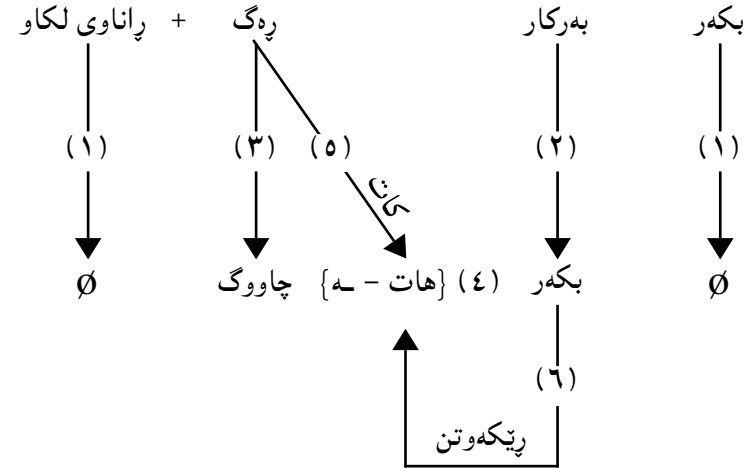 بکەر بەرکار ڕەگ + ڕاناوی لکاو
(١) (٢) (٥) (٣) (١)
کات
Ø بکەر (٤) {هات - ـە} چاووگ Ø
(٦)
ڕێکەوتن